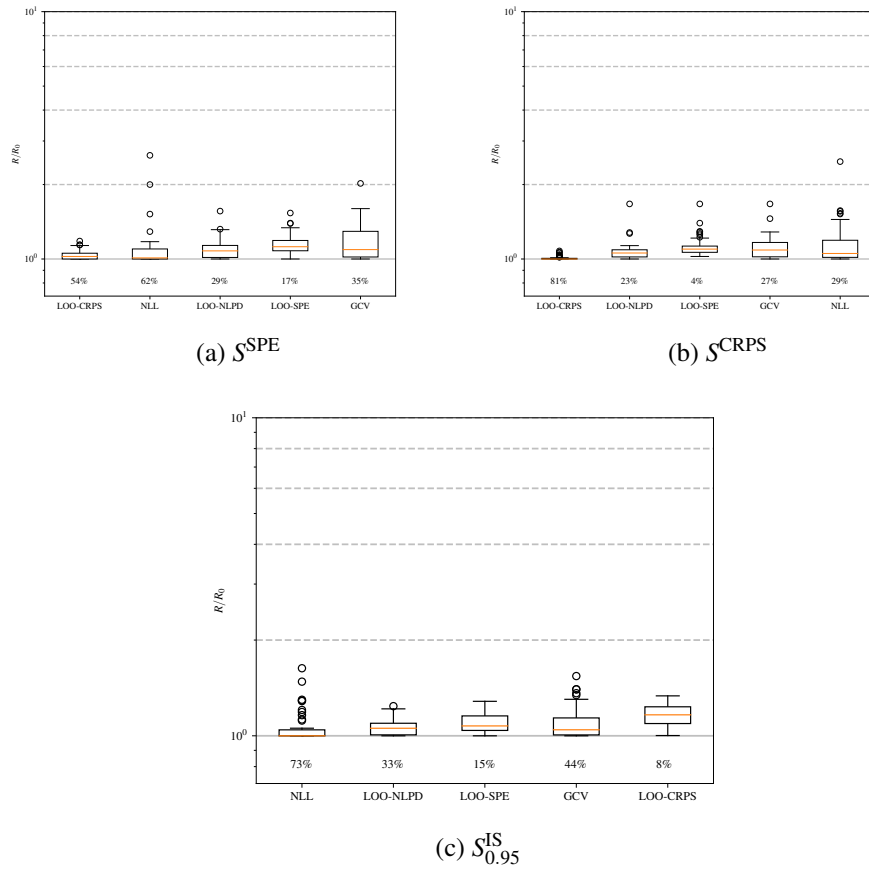 10¹ 10¹
R/R₀ R/R₀
10⁰ 10⁰
54% 62% 29% 17% 35% 81% 23% 4% 27% 29%
LOO-CRPS NLL LOO-NLPD LOO-SPE GCV LOO-CRPS LOO-NLPD LOO-SPE GCV NLL
(a) S^SPE (b) S^CRPS
10¹
R/R₀
10⁰
73% 33% 15% 44% 8%
NLL LOO-NLPD LOO-SPE GCV LOO-CRPS
(c) S^IS_0.95